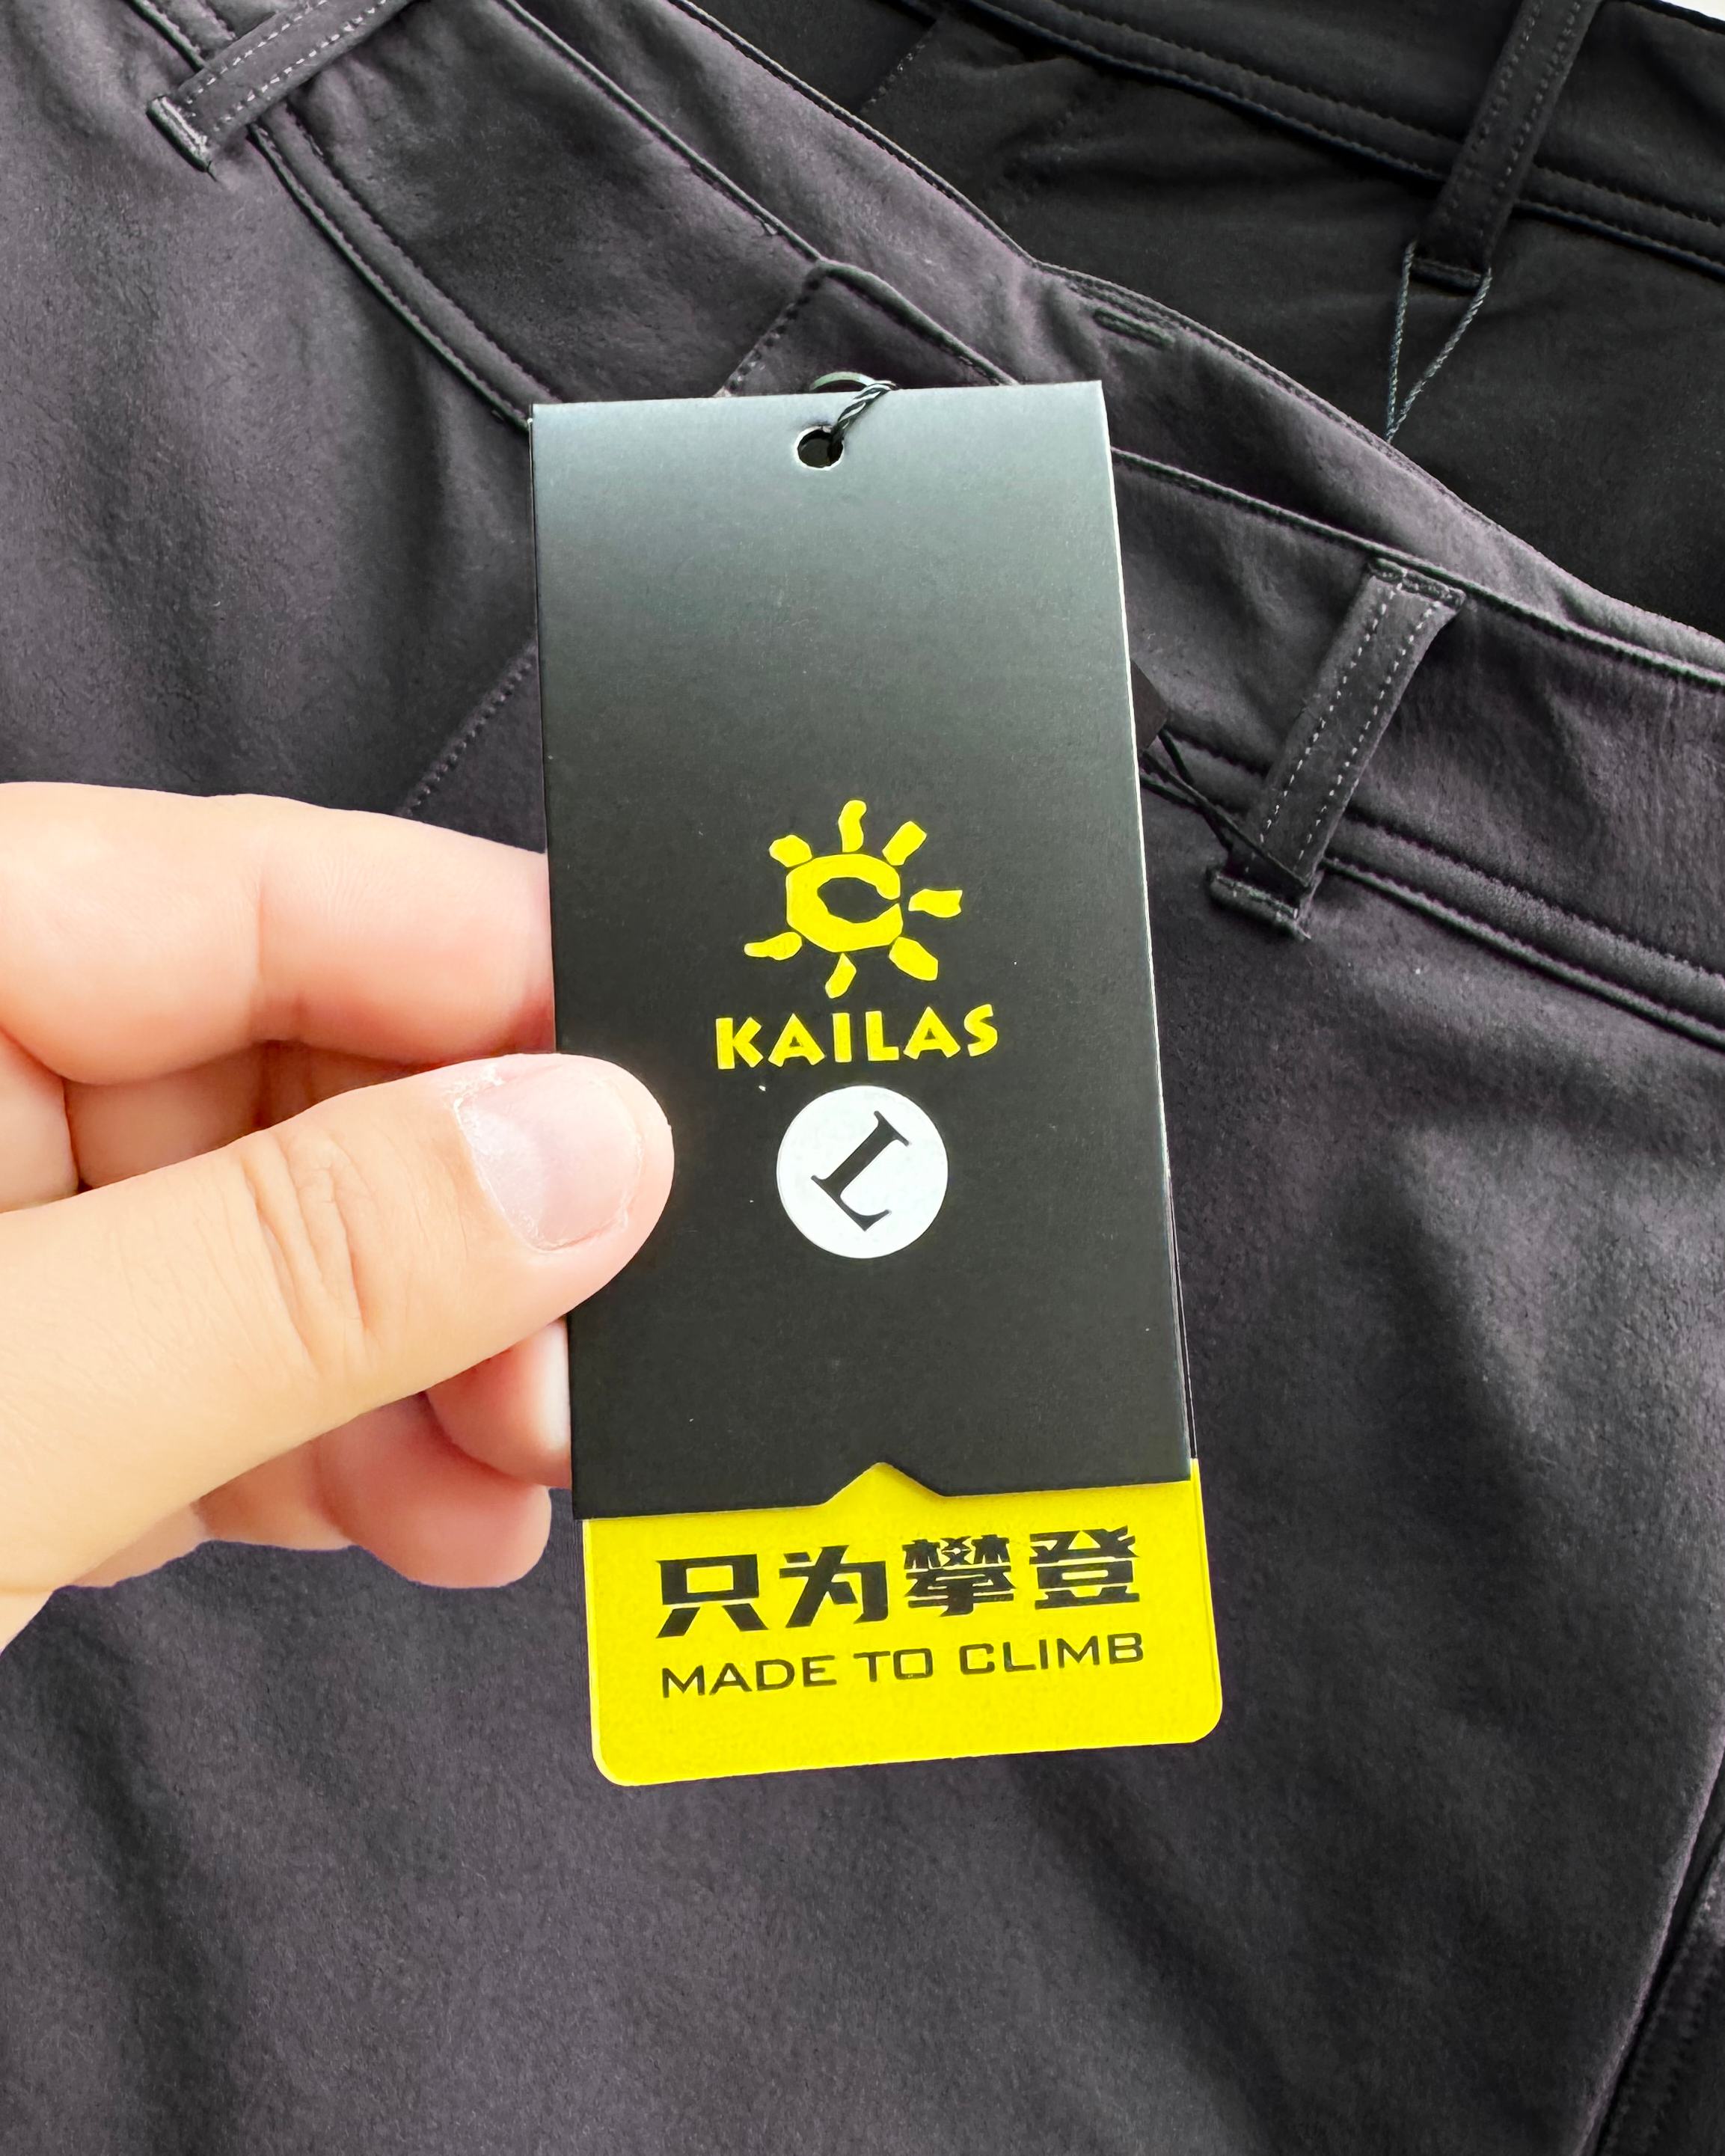 KAILAS
L
只为攀登
MADE TO CLIMB